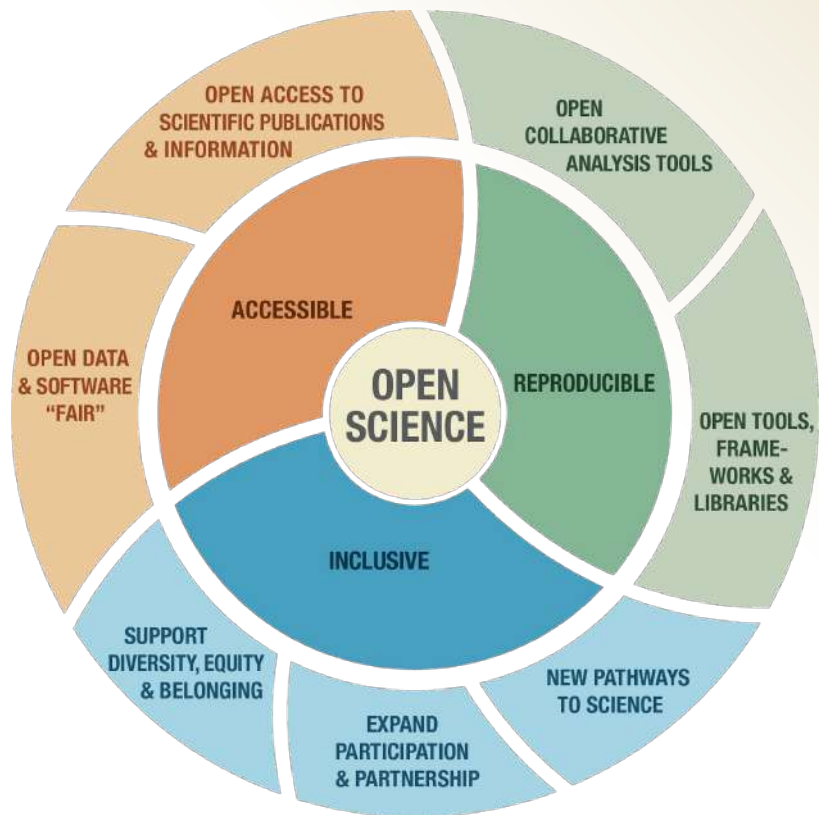 OPEN ACCESS TO
SCIENTIFIC PUBLICATIONS
& INFORMATION
OPEN
COLLABORATIVE
ANALYSIS TOOLS
ACCESSIBLE
REPRODUCIBLE
OPEN
SCIENCE
OPEN DATA
& SOFTWARE
“FAIR”
OPEN TOOLS,
FRAME-
WORKS &
LIBRARIES
INCLUSIVE
SUPPORT
DIVERSITY, EQUITY
& BELONGING
EXPAND
PARTICIPATION
& PARTNERSHIP
NEW PATHWAYS
TO SCIENCE